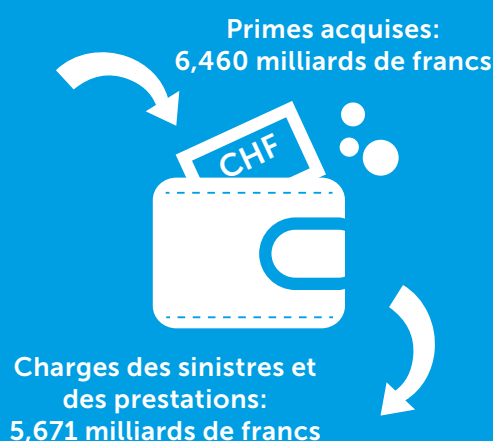 Primes acquises:
6,460 milliards de francs
CHF
Charges des sinistres et
des prestations:
5,671 milliards de francs